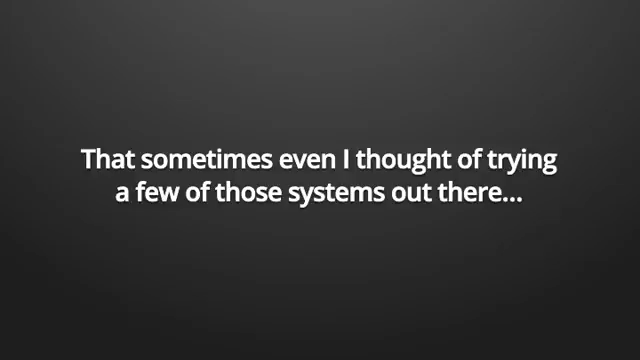 That sometimes even I thought of trying
a few of those systems out there...